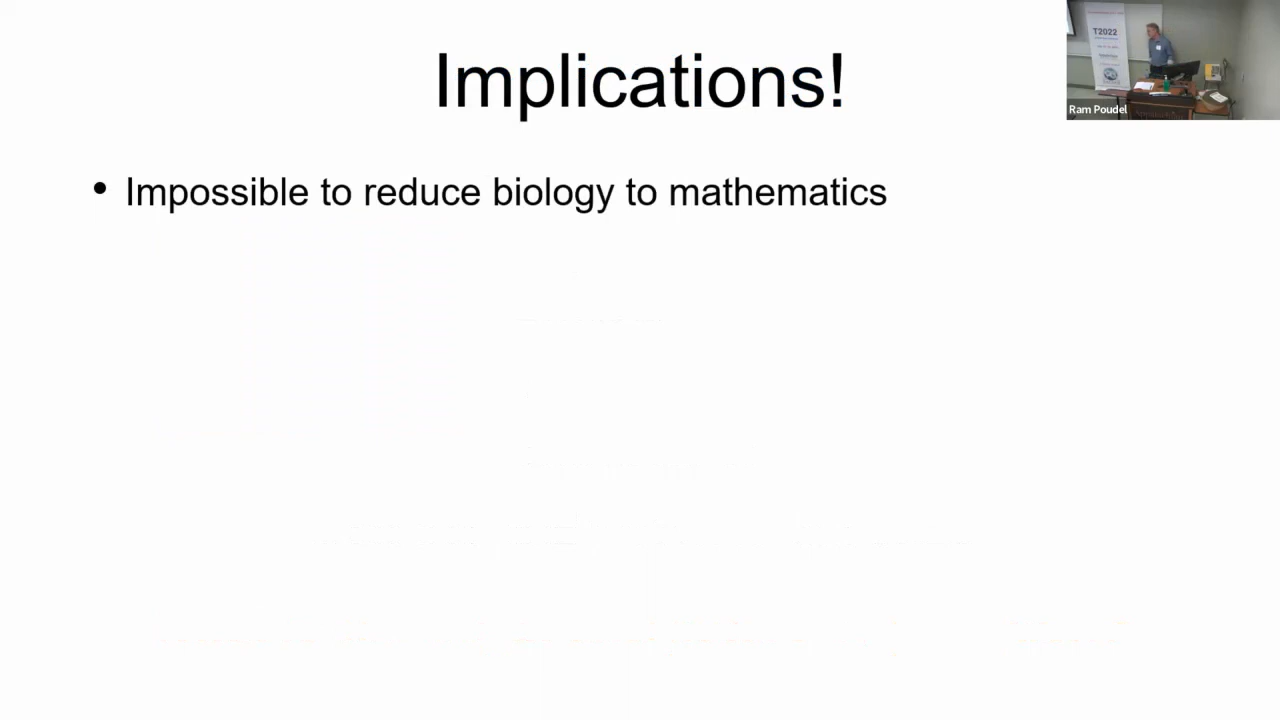 Implications!
• Impossible to reduce biology to mathematics
T2022
Ram Poudel